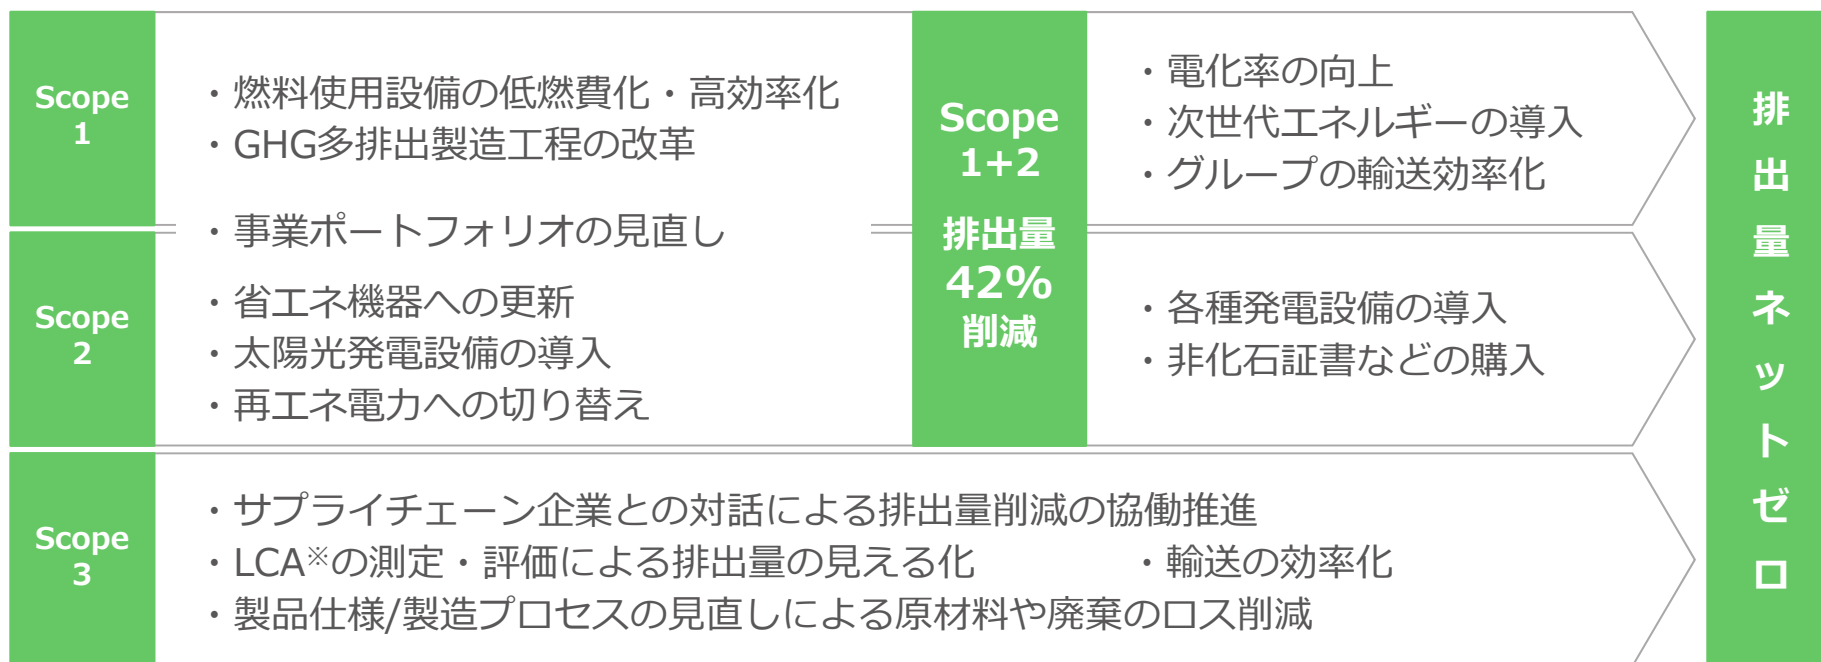 Scope
1
・燃料使用設備の低燃費化・高効率化
・GHG多排出製造工程の改革
・事業ポートフォリオの見直し
Scope
2
・省エネ機器への更新
・太陽光発電設備の導入
・再エネ電力への切り替え
Scope
1+2
排出量
42%
削減
・電化率の向上
・次世代エネルギーの導入
・グループの輸送効率化
・各種発電設備の導入
・非化石証書などの購入
Scope
3
・サプライチェーン企業との対話による排出量削減の協働推進
・LCA※の測定・評価による排出量の見える化 ・輸送の効率化
・製品仕様/製造プロセスの見直しによる原材料や廃棄のロス削減
排出量ネットゼロ